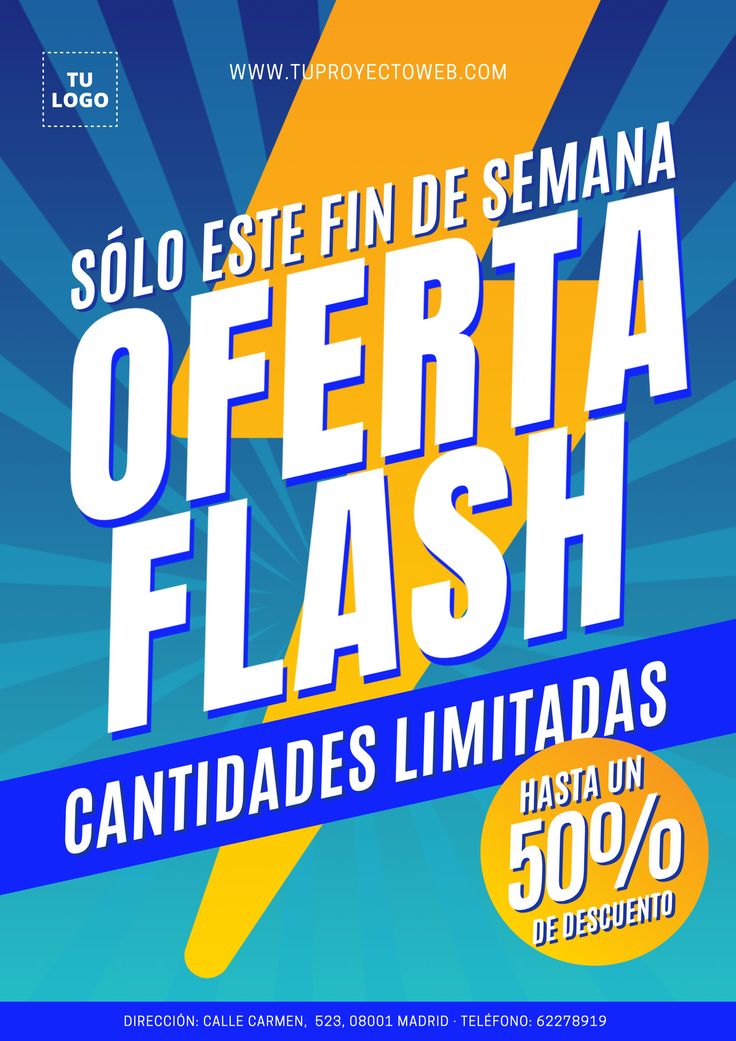 TU
LOGO
WWW.TUPROYECTOWEB.COM
SÓLO ESTE FIN DE SEMANA
OFERTA
FLASH
CANTIDADES LIMITADAS
HASTA UN
50%
DE DESCUENTO
DIRECCIÓN: CALLE CARMEN, 523, 08001 MADRID · TELÉFONO: 62278919